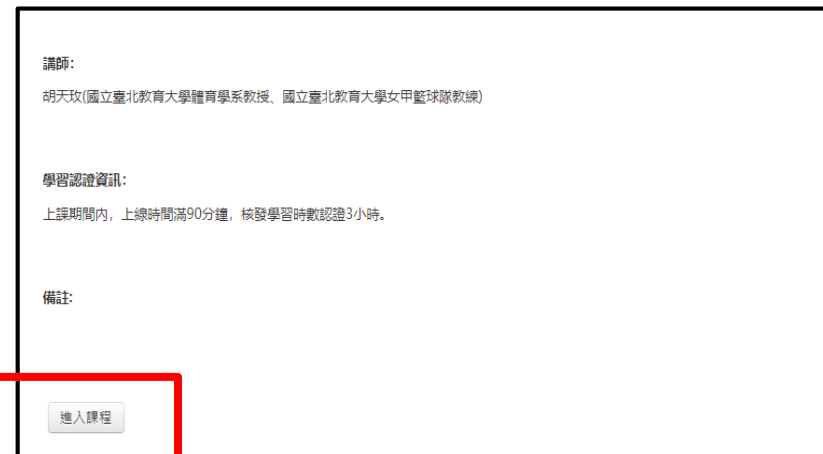 講師：
胡天玫(國立臺北教育大學體育學系教授、國立臺北教育大學女甲籃球隊教練)
學習認證資訊：
上課期間內，上線時間滿90分鐘，核發學習時數認證3小時。
備註：
進入課程